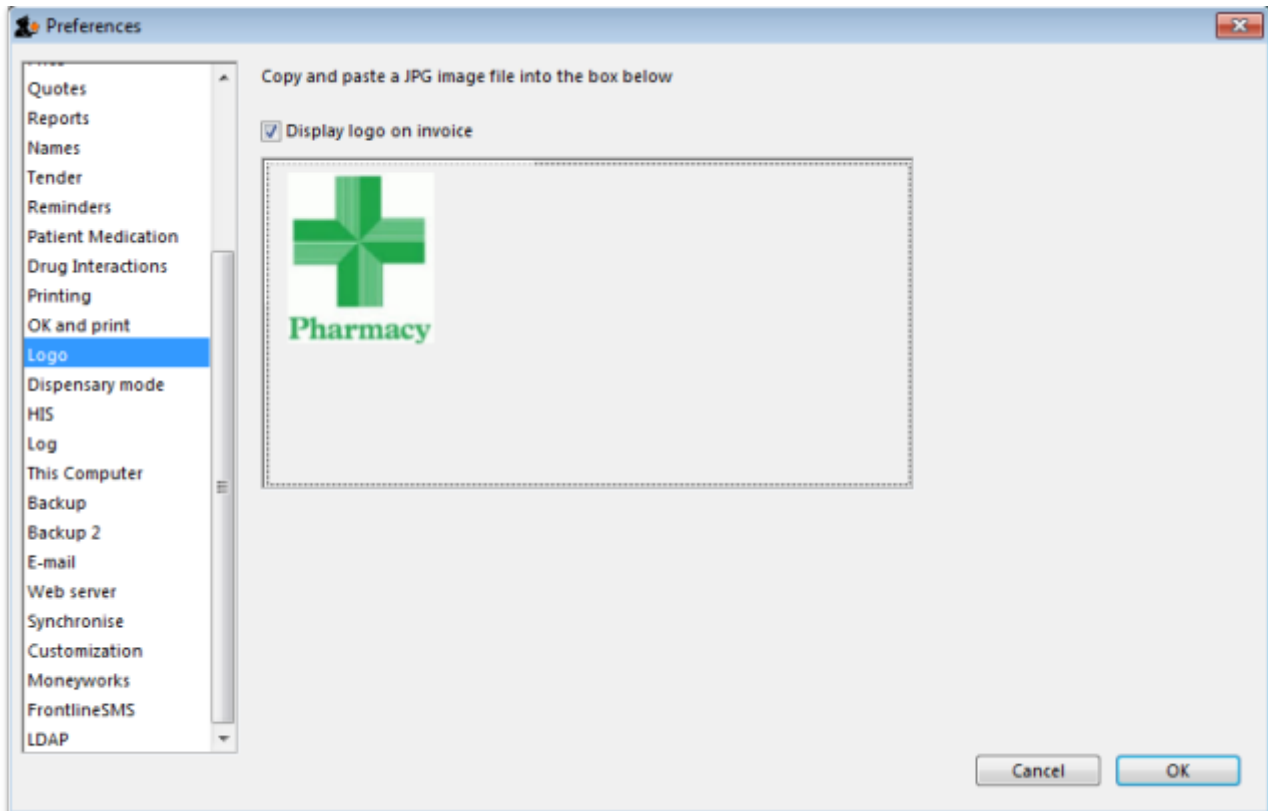 Preferences
Quotes
Reports
Names
Tender
Reminders
Patient Medication
Drug Interactions
Printing
OK and print
Logo
Dispensary mode
HIS
Log
This Computer
Backup
Backup 2
E-mail
Web server
Synchronise
Customization
Moneyworks
FrontlineSMS
LDAP
Copy and paste a JPG image file into the box below
Display logo on invoice
Pharmacy
Cancel
OK